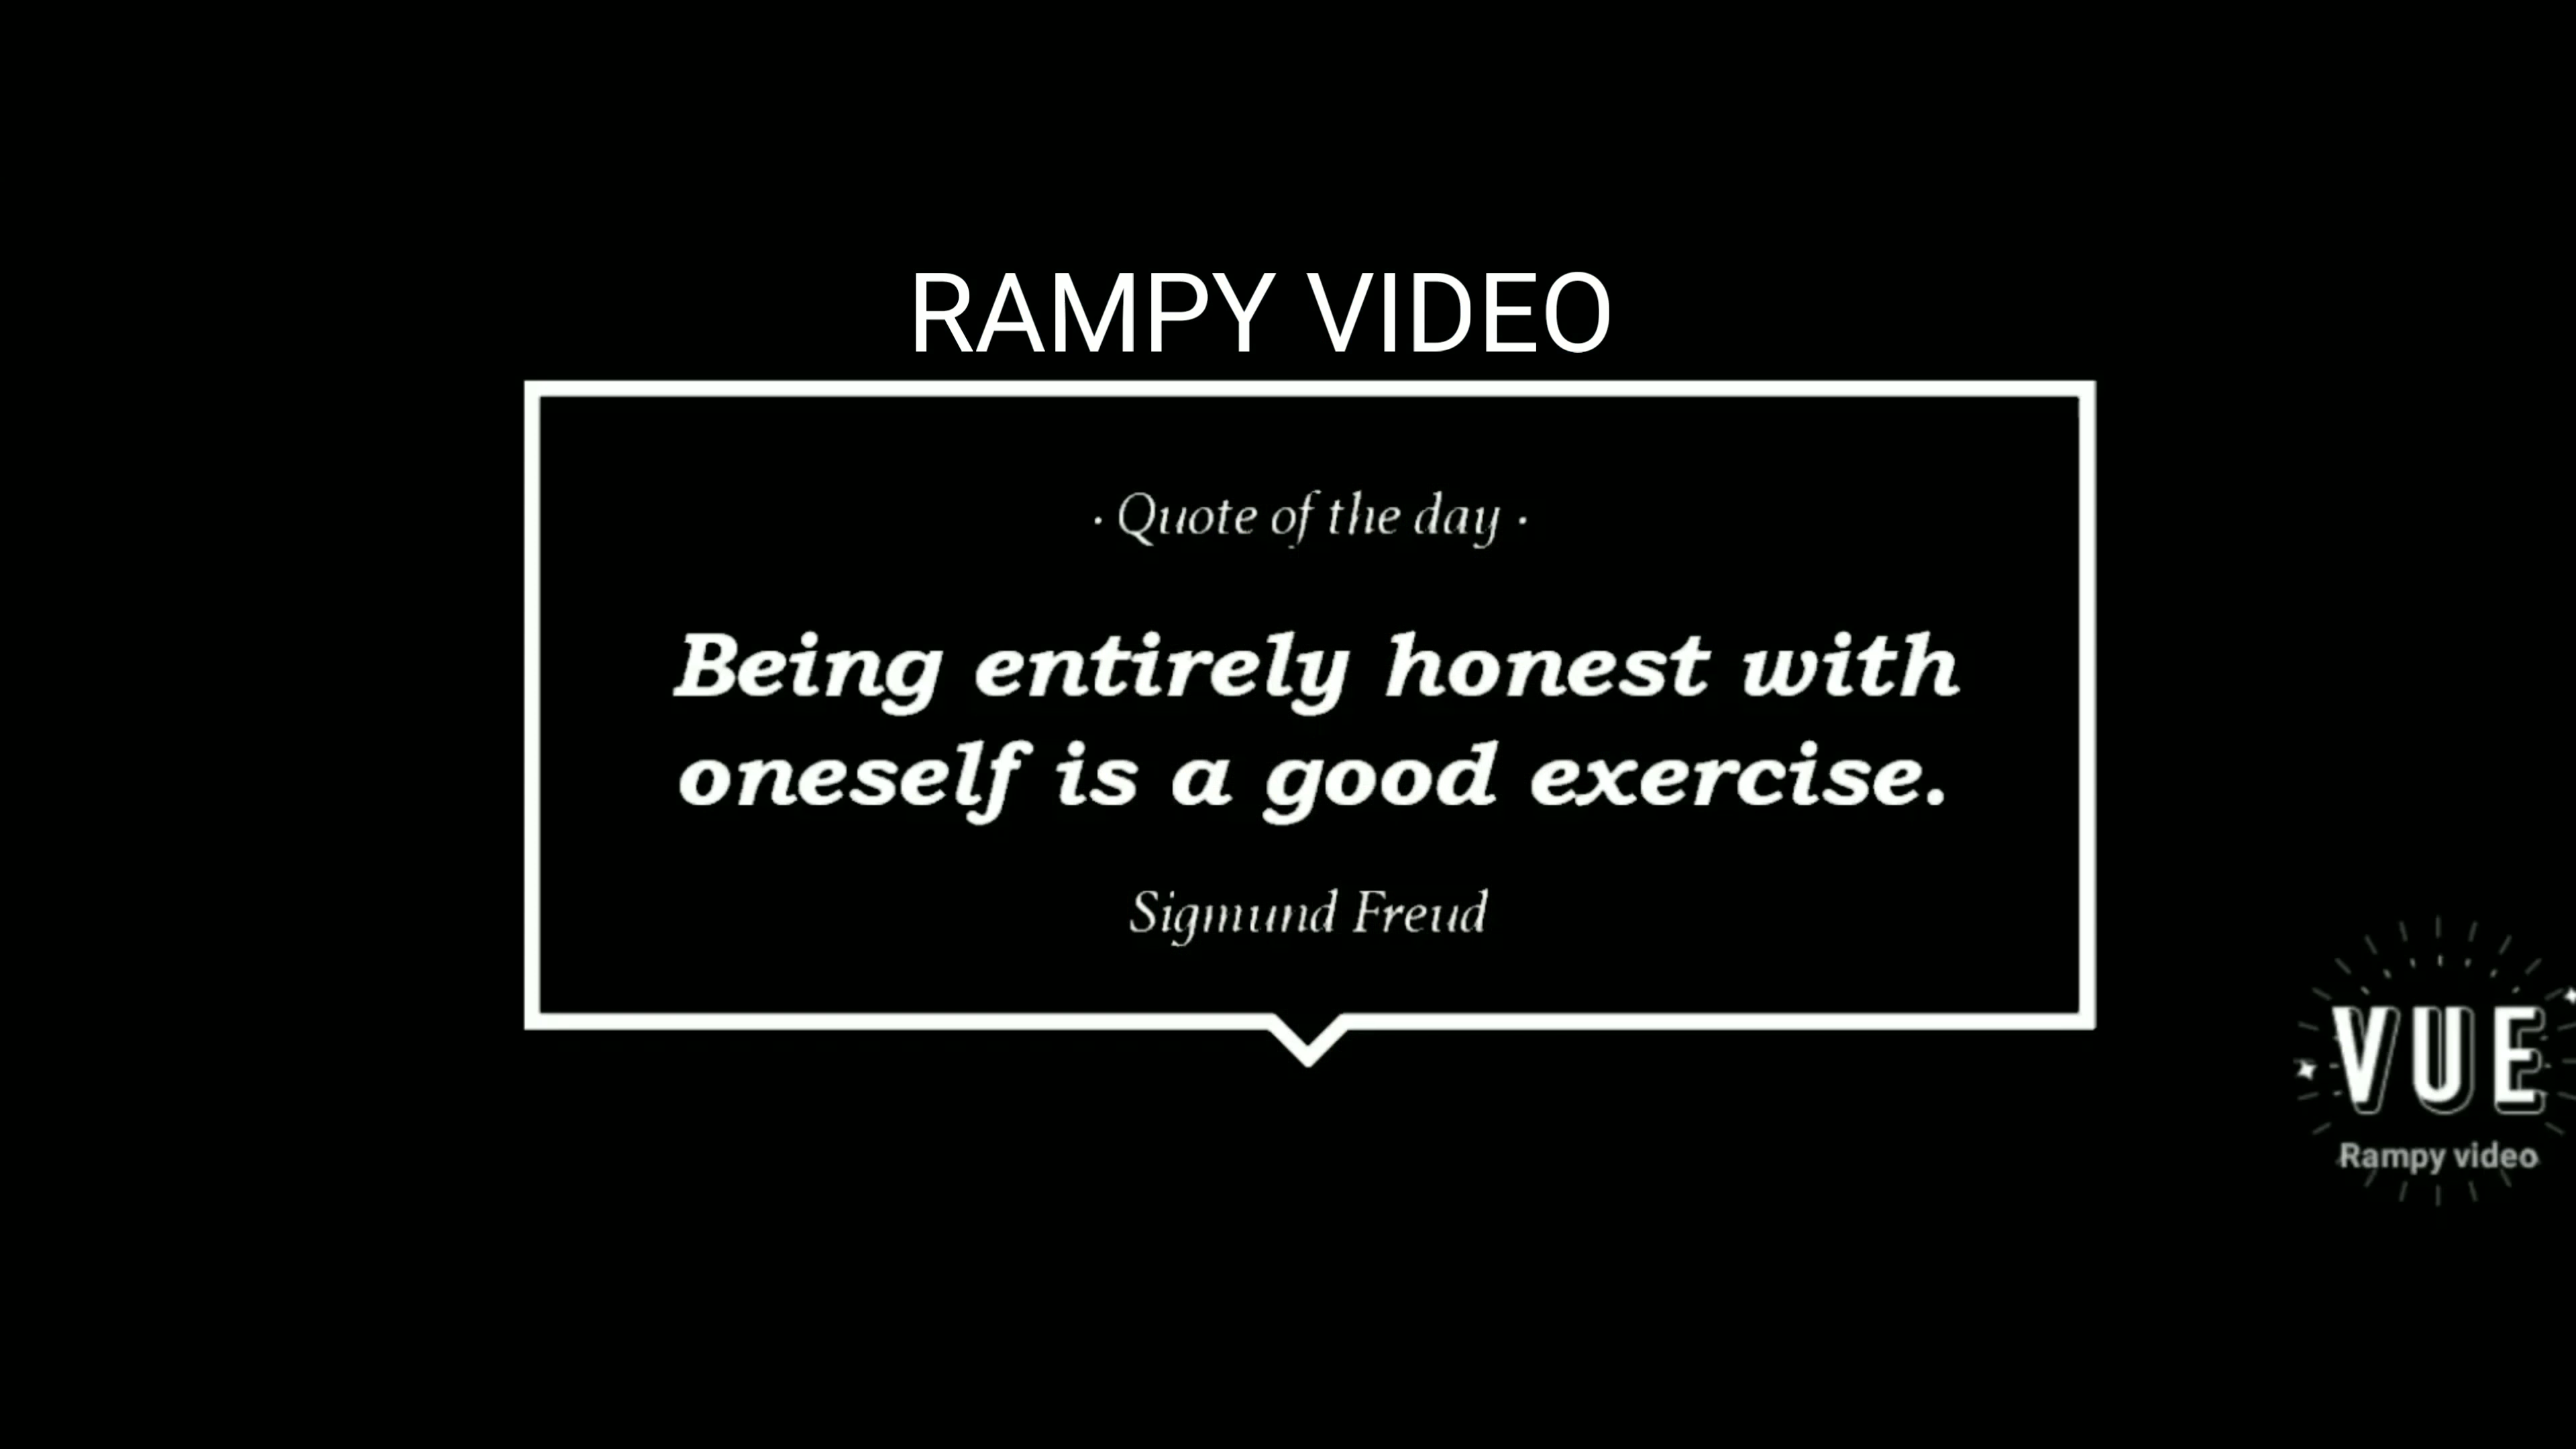 RAMPY VIDEO
· Quote of the day ·
Being entirely honest with
oneself is a good exercise.
Sigmund Freud
VUE
Rampy video